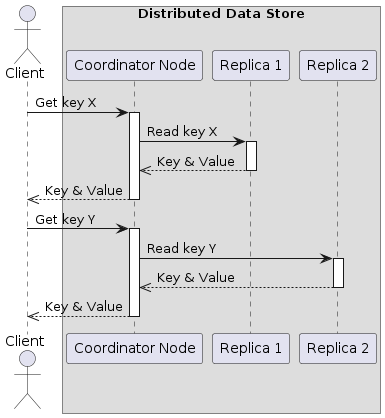 Distributed Data Store
Client
Coordinator Node
Replica 1
Replica 2
Get key X
Read key X
Key & Value
Key & Value
Get key Y
Read key Y
Key & Value
Key & Value
Client
Coordinator Node
Replica 1
Replica 2